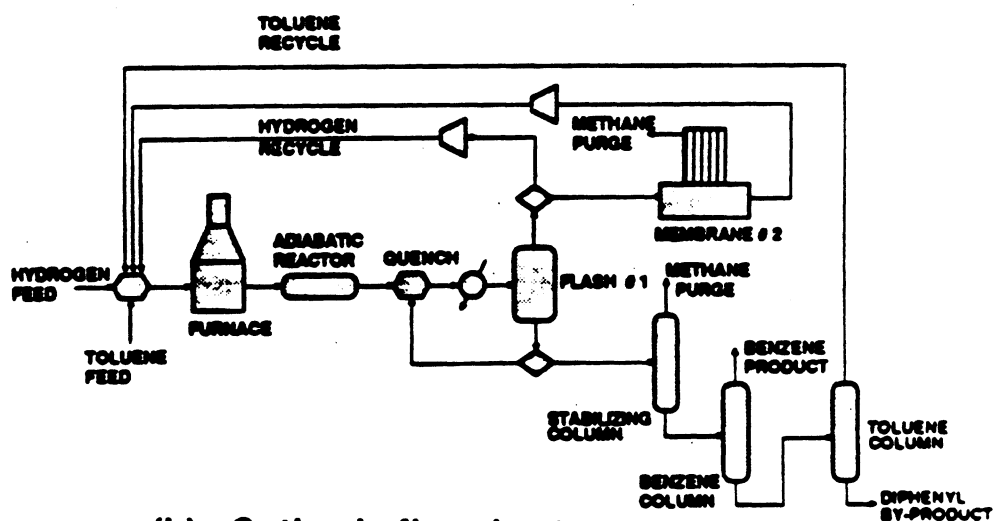 TOLUENE
RECYCLE
HYDROGEN
RECYCLE
METHANE
PURGE
MEMBRANE # 2
ADIABATIC
REACTOR
QUENCH
FLASH # 1
METHANE
PURGE
HYDROGEN
FEED
FURNACE
TOLUENE
FEED
BENZENE
PRODUCT
STABILIZING
COLUMN
TOLUENE
COLUMN
BENZENE
COLUMN
DIPHENYL
BY-PRODUCT